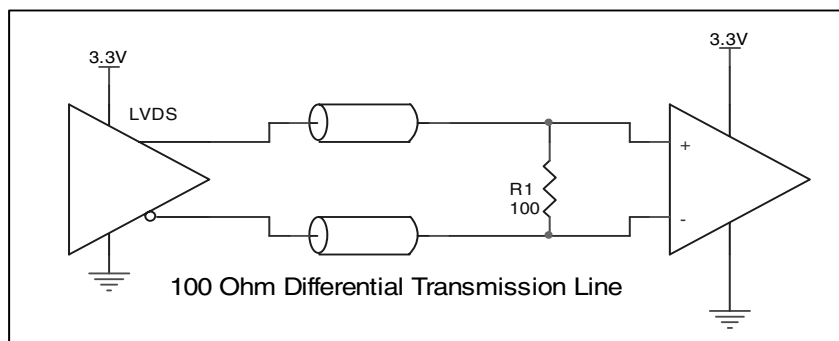 3.3V
3.3V
LVDS
+
R1
100
-
100 Ohm Differential Transmission Line